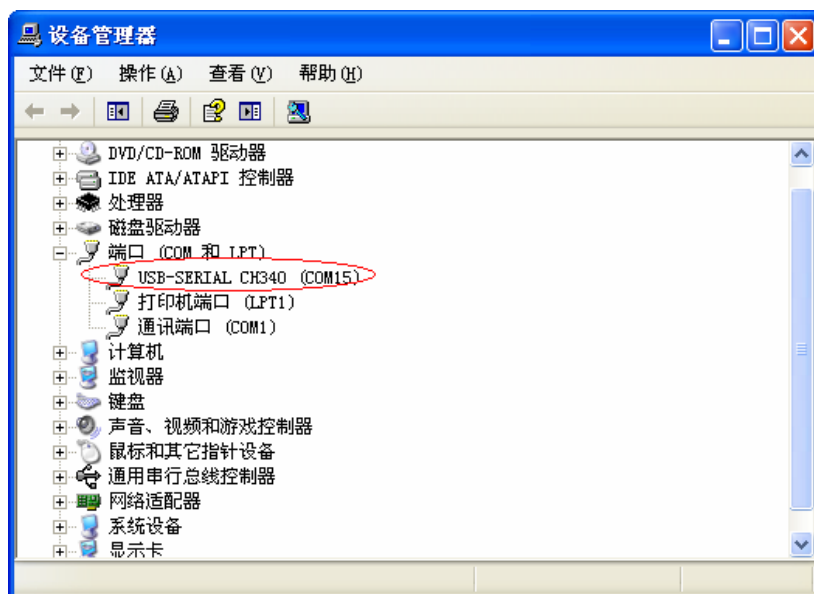 设备管理器
文件(F) 操作(A) 查看(V) 帮助(H)
DVD/CD-ROM 驱动器
IDE ATA/ATAPI 控制器
处理器
磁盘驱动器
端口 (COM 和 LPT)
USB-SERIAL CH340 (COM15)
打印机端口 (LPT1)
通讯端口 (COM1)
计算机
监视器
键盘
声音、视频和游戏控制器
鼠标和其它指针设备
通用串行总线控制器
网络适配器
系统设备
显示卡